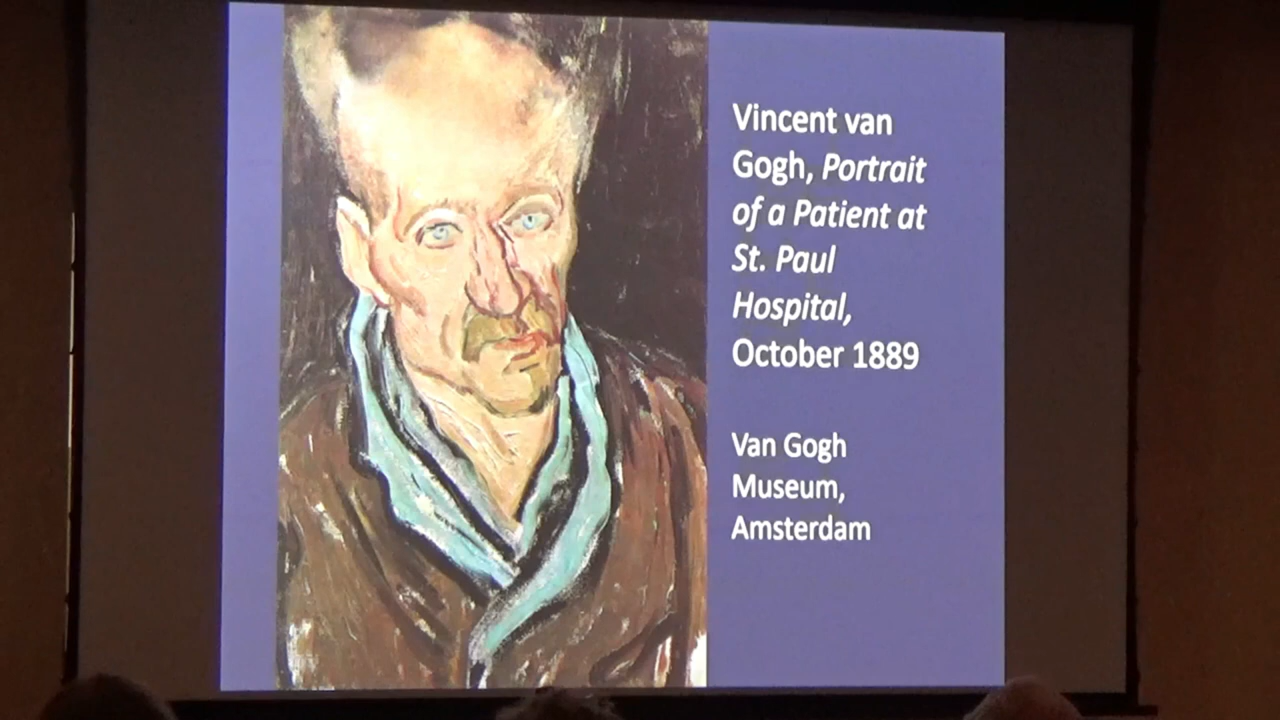 Vincent van
Gogh, Portrait
of a Patient at
St. Paul
Hospital,
October 1889
Van Gogh
Museum,
Amsterdam